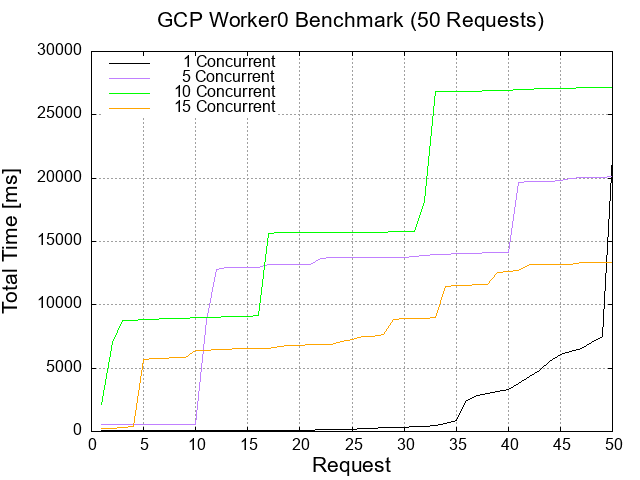 GCP Worker0 Benchmark (50 Requests)
30000
25000
20000
15000
10000
5000
0
Total Time [ms]
1 Concurrent
5 Concurrent
10 Concurrent
15 Concurrent
0 5 10 15 20 25 30 35 40 45 50
Request